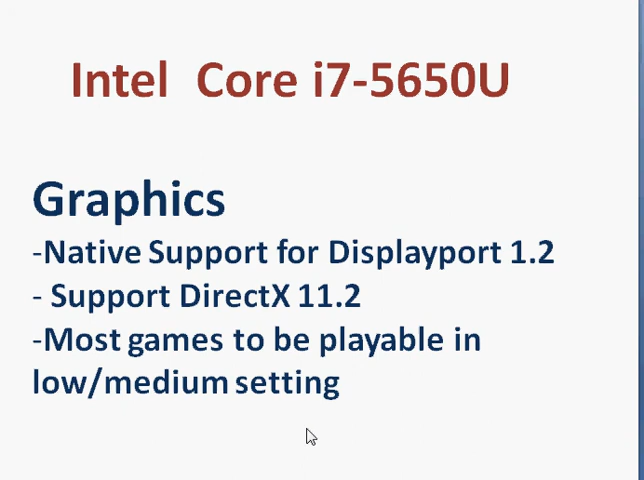 Intel  Core i7-5650U
Graphics
-Native Support for Displayport 1.2
- Support DirectX 11.2
-Most games to be playable in
low/medium setting